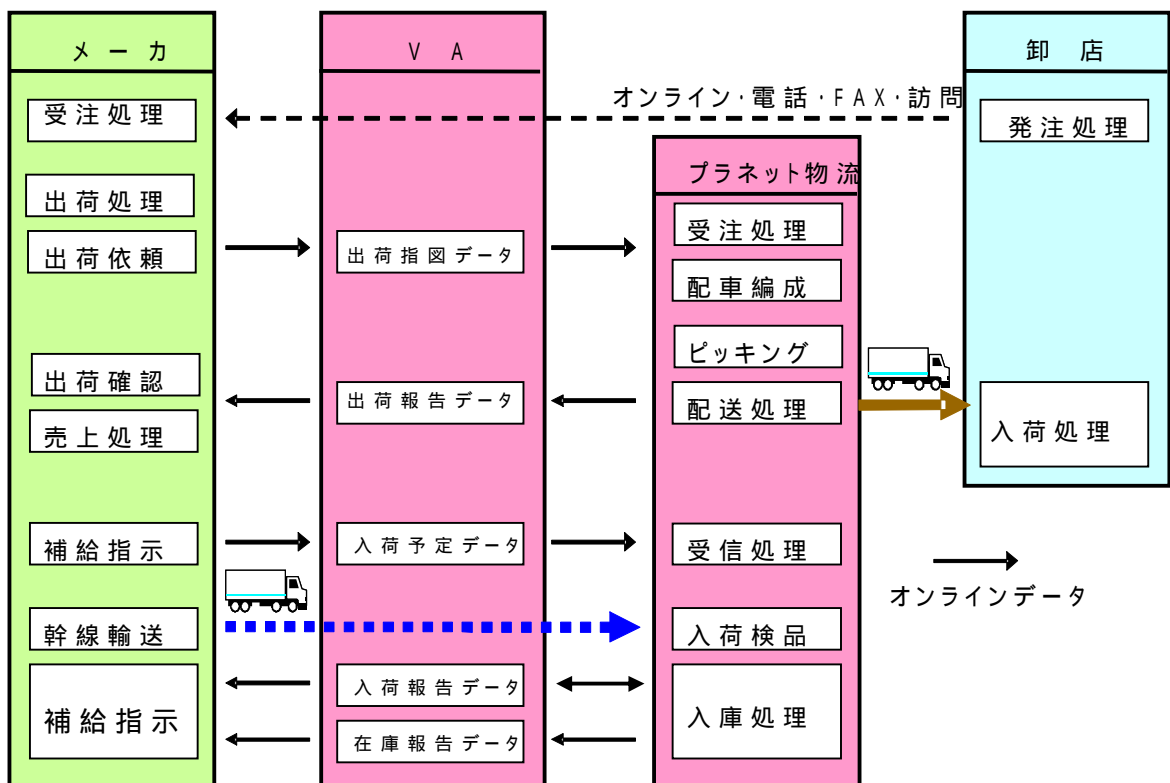 メーカ
VA
卸店
オンライン・電話・FAX・訪問
受注処理
発注処理
プラネット物流
出荷処理
受注処理
出荷依頼
出荷指図データ
配車編成
ピッキング
出荷確認
出荷報告データ
配送処理
入荷処理
売上処理
補給指示
入荷予定データ
受信処理
オンラインデータ
幹線輸送
入荷検品
入荷報告データ
補給指示
入庫処理
在庫報告データ